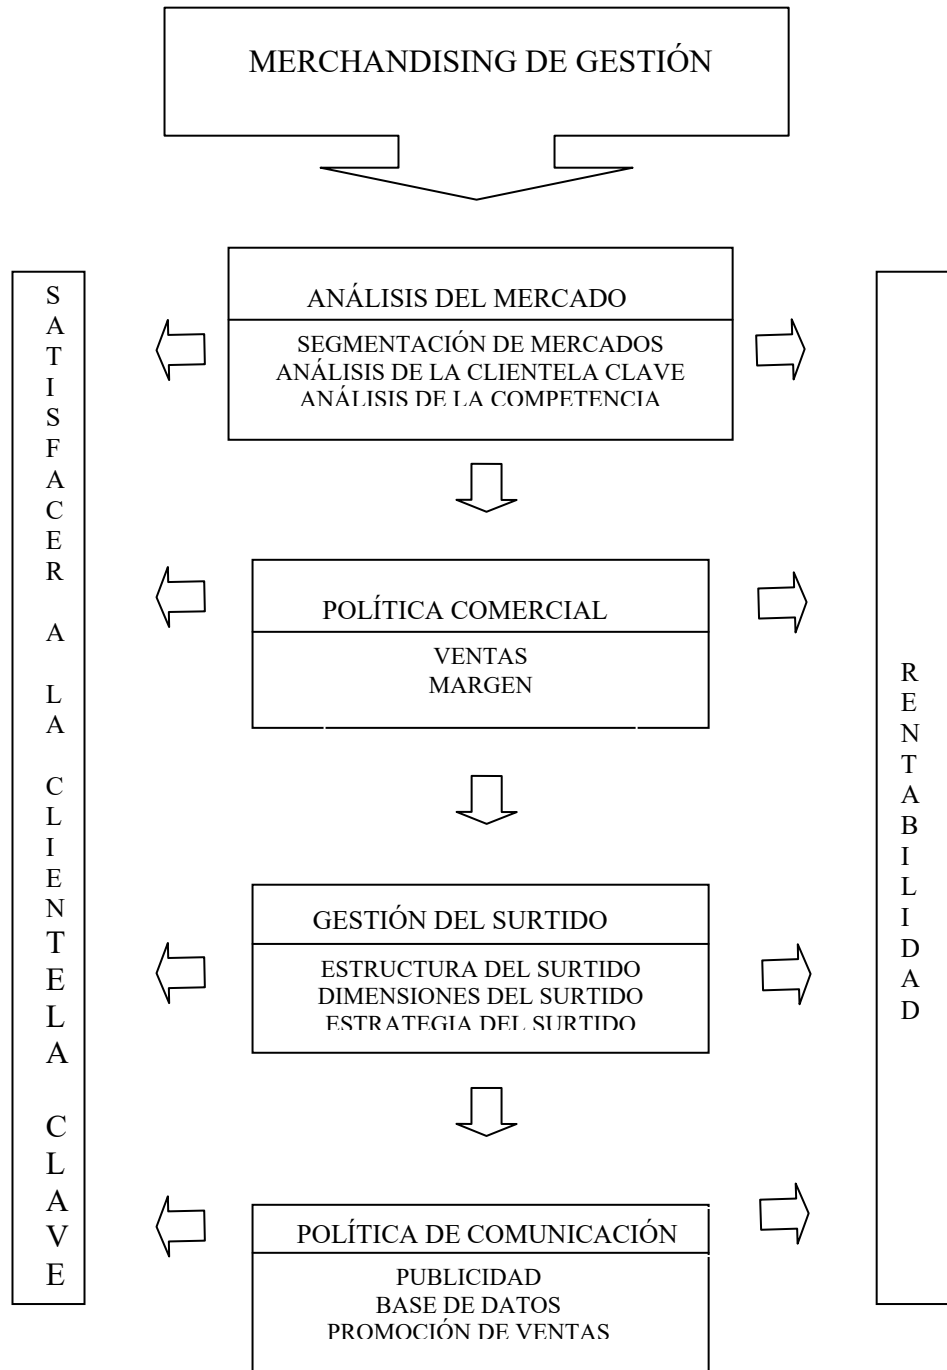 MERCHANDISING DE GESTIÓN
ANÁLISIS DEL MERCADO
SEGMENTACIÓN DE MERCADOS
ANÁLISIS DE LA CLIENTELA CLAVE
ANÁLISIS DE LA COMPETENCIA
POLÍTICA COMERCIAL
VENTAS
MARGEN
GESTIÓN DEL SURTIDO
ESTRUCTURA DEL SURTIDO
DIMENSIONES DEL SURTIDO
ESTRATEGIA DEL SURTIDO
POLÍTICA DE COMUNICACIÓN
PUBLICIDAD
BASE DE DATOS
PROMOCIÓN DE VENTAS
SATISFACER A LA CLIENTELA CLAVE
RENTABILIDAD